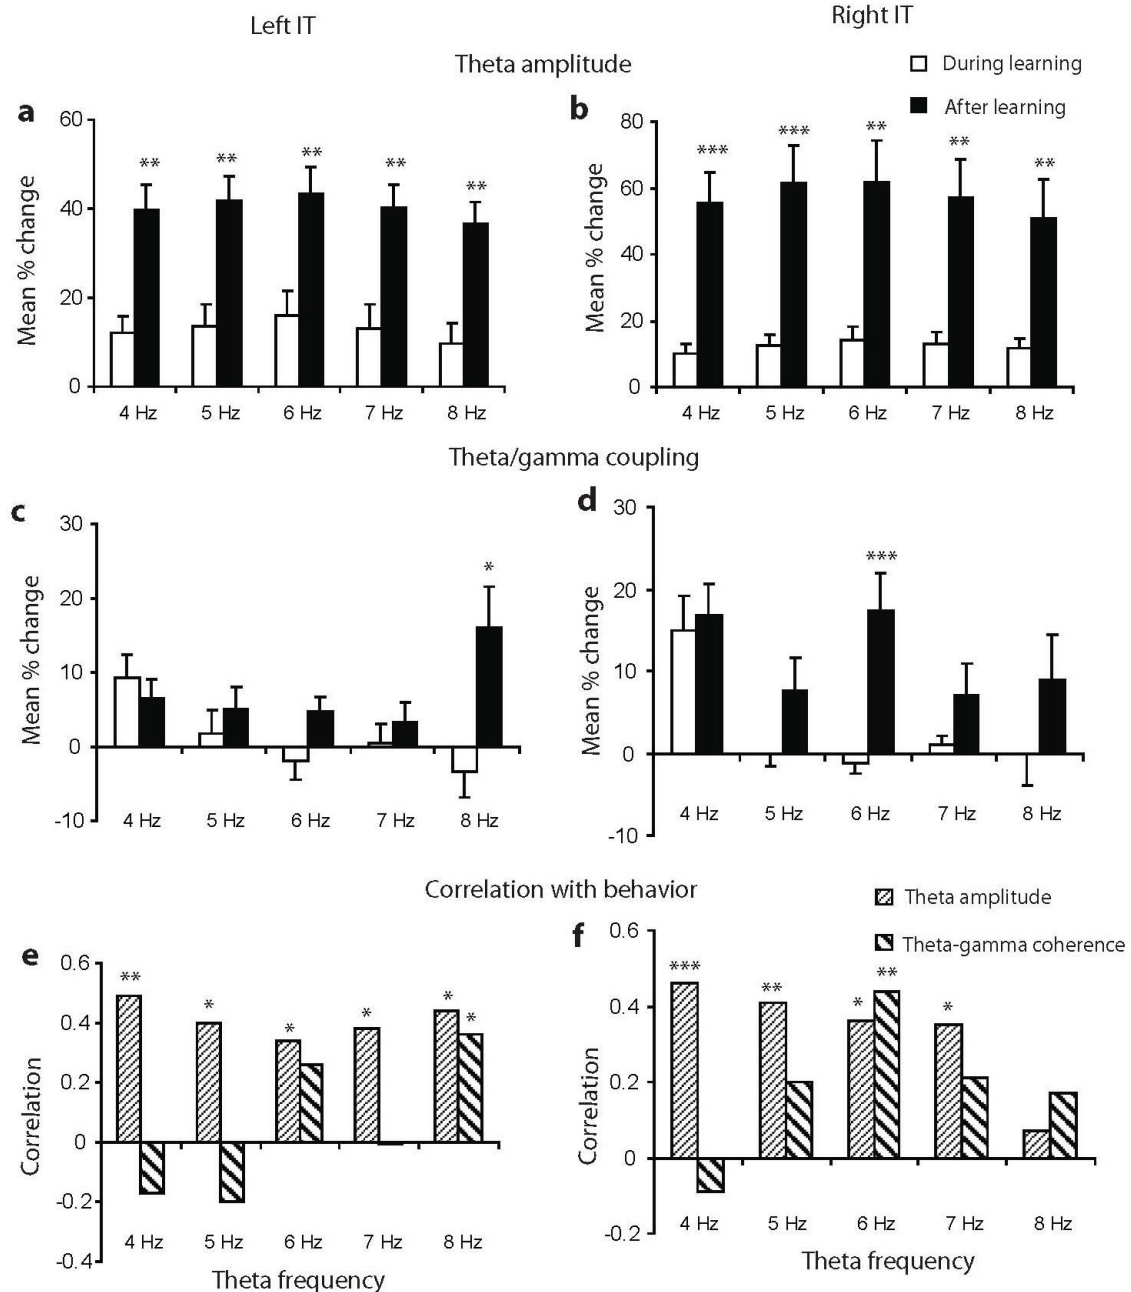 Left IT
Right IT
Theta amplitude
During learning
After learning
a
60
40
20
0
Mean % change
**
**
**
**
**
4 Hz
5 Hz
6 Hz
7 Hz
8 Hz
b
80
60
40
20
0
Mean % change
***
***
**
**
**
4 Hz
5 Hz
6 Hz
7 Hz
8 Hz
Theta/gamma coupling
c
30
20
10
0
-10
Mean % change
*
4 Hz
5 Hz
6 Hz
7 Hz
8 Hz
d
30
20
10
0
-10
Mean % change
***
4 Hz
5 Hz
6 Hz
7 Hz
8 Hz
Correlation with behavior
Theta amplitude
Theta-gamma coherence
e
0.6
0.4
0.2
0
-0.2
-0.4
Correlation
**
*
*
*
*
*
4 Hz
5 Hz
6 Hz
7 Hz
8 Hz
Theta frequency
f
0.6
0.4
0.2
0
-0.2
Correlation
***
**
*
**
*
4 Hz
5 Hz
6 Hz
7 Hz
8 Hz
Theta frequency